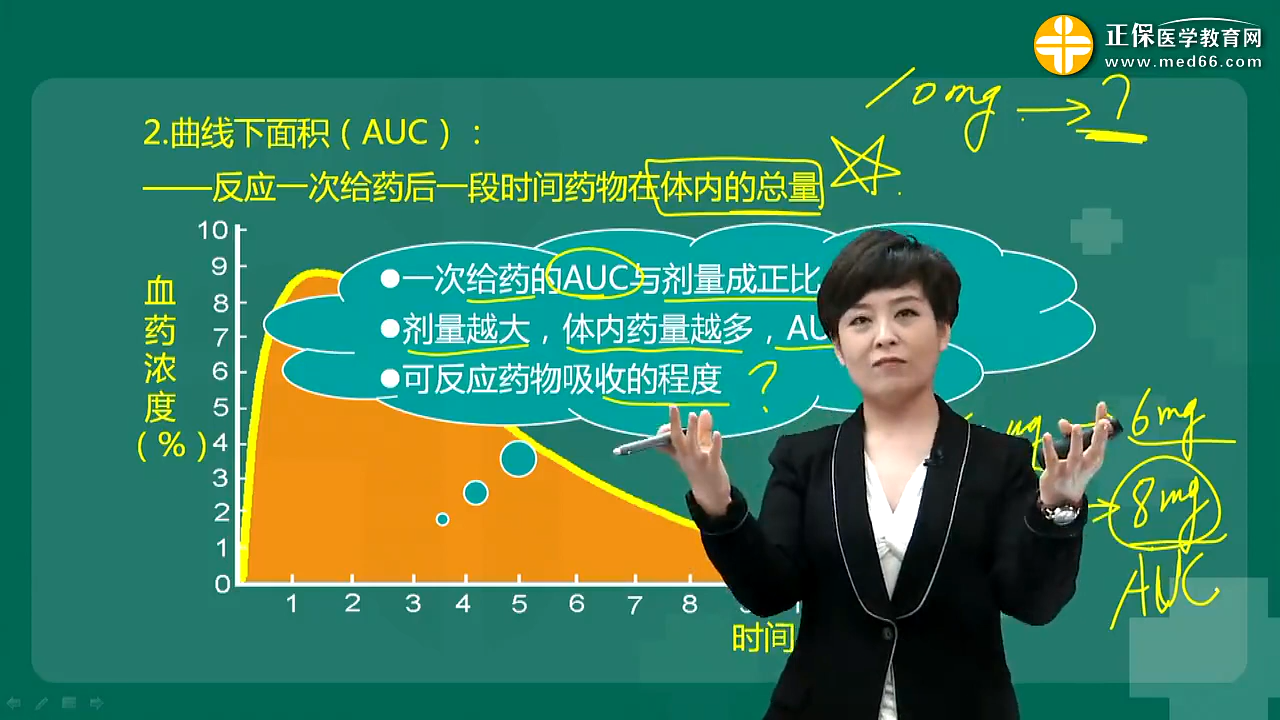 正保医学教育网
www.med66.com
10mg → ?
2.曲线下面积（AUC）：
——反应一次给药后一段时间药物在体内的总量
10
9
8
7
6
5
4
3
2
1
0
血药浓度
(%)
●一次给药的AUC与剂量成正比
●剂量越大，体内药量越多，AU
●可反应药物吸收的程度 ?
6mg
8mg
AUC
1 2 3 4 5 6 7 8
时间